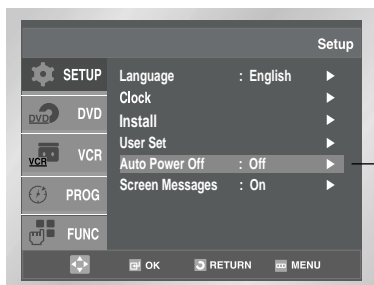 Setup
SETUP
DVD
VCR
PROG
FUNC
Language : English
Clock
Install
User Set
Auto Power Off : Off
Screen Messages : On
DVD
VCR
OK RETURN MENU